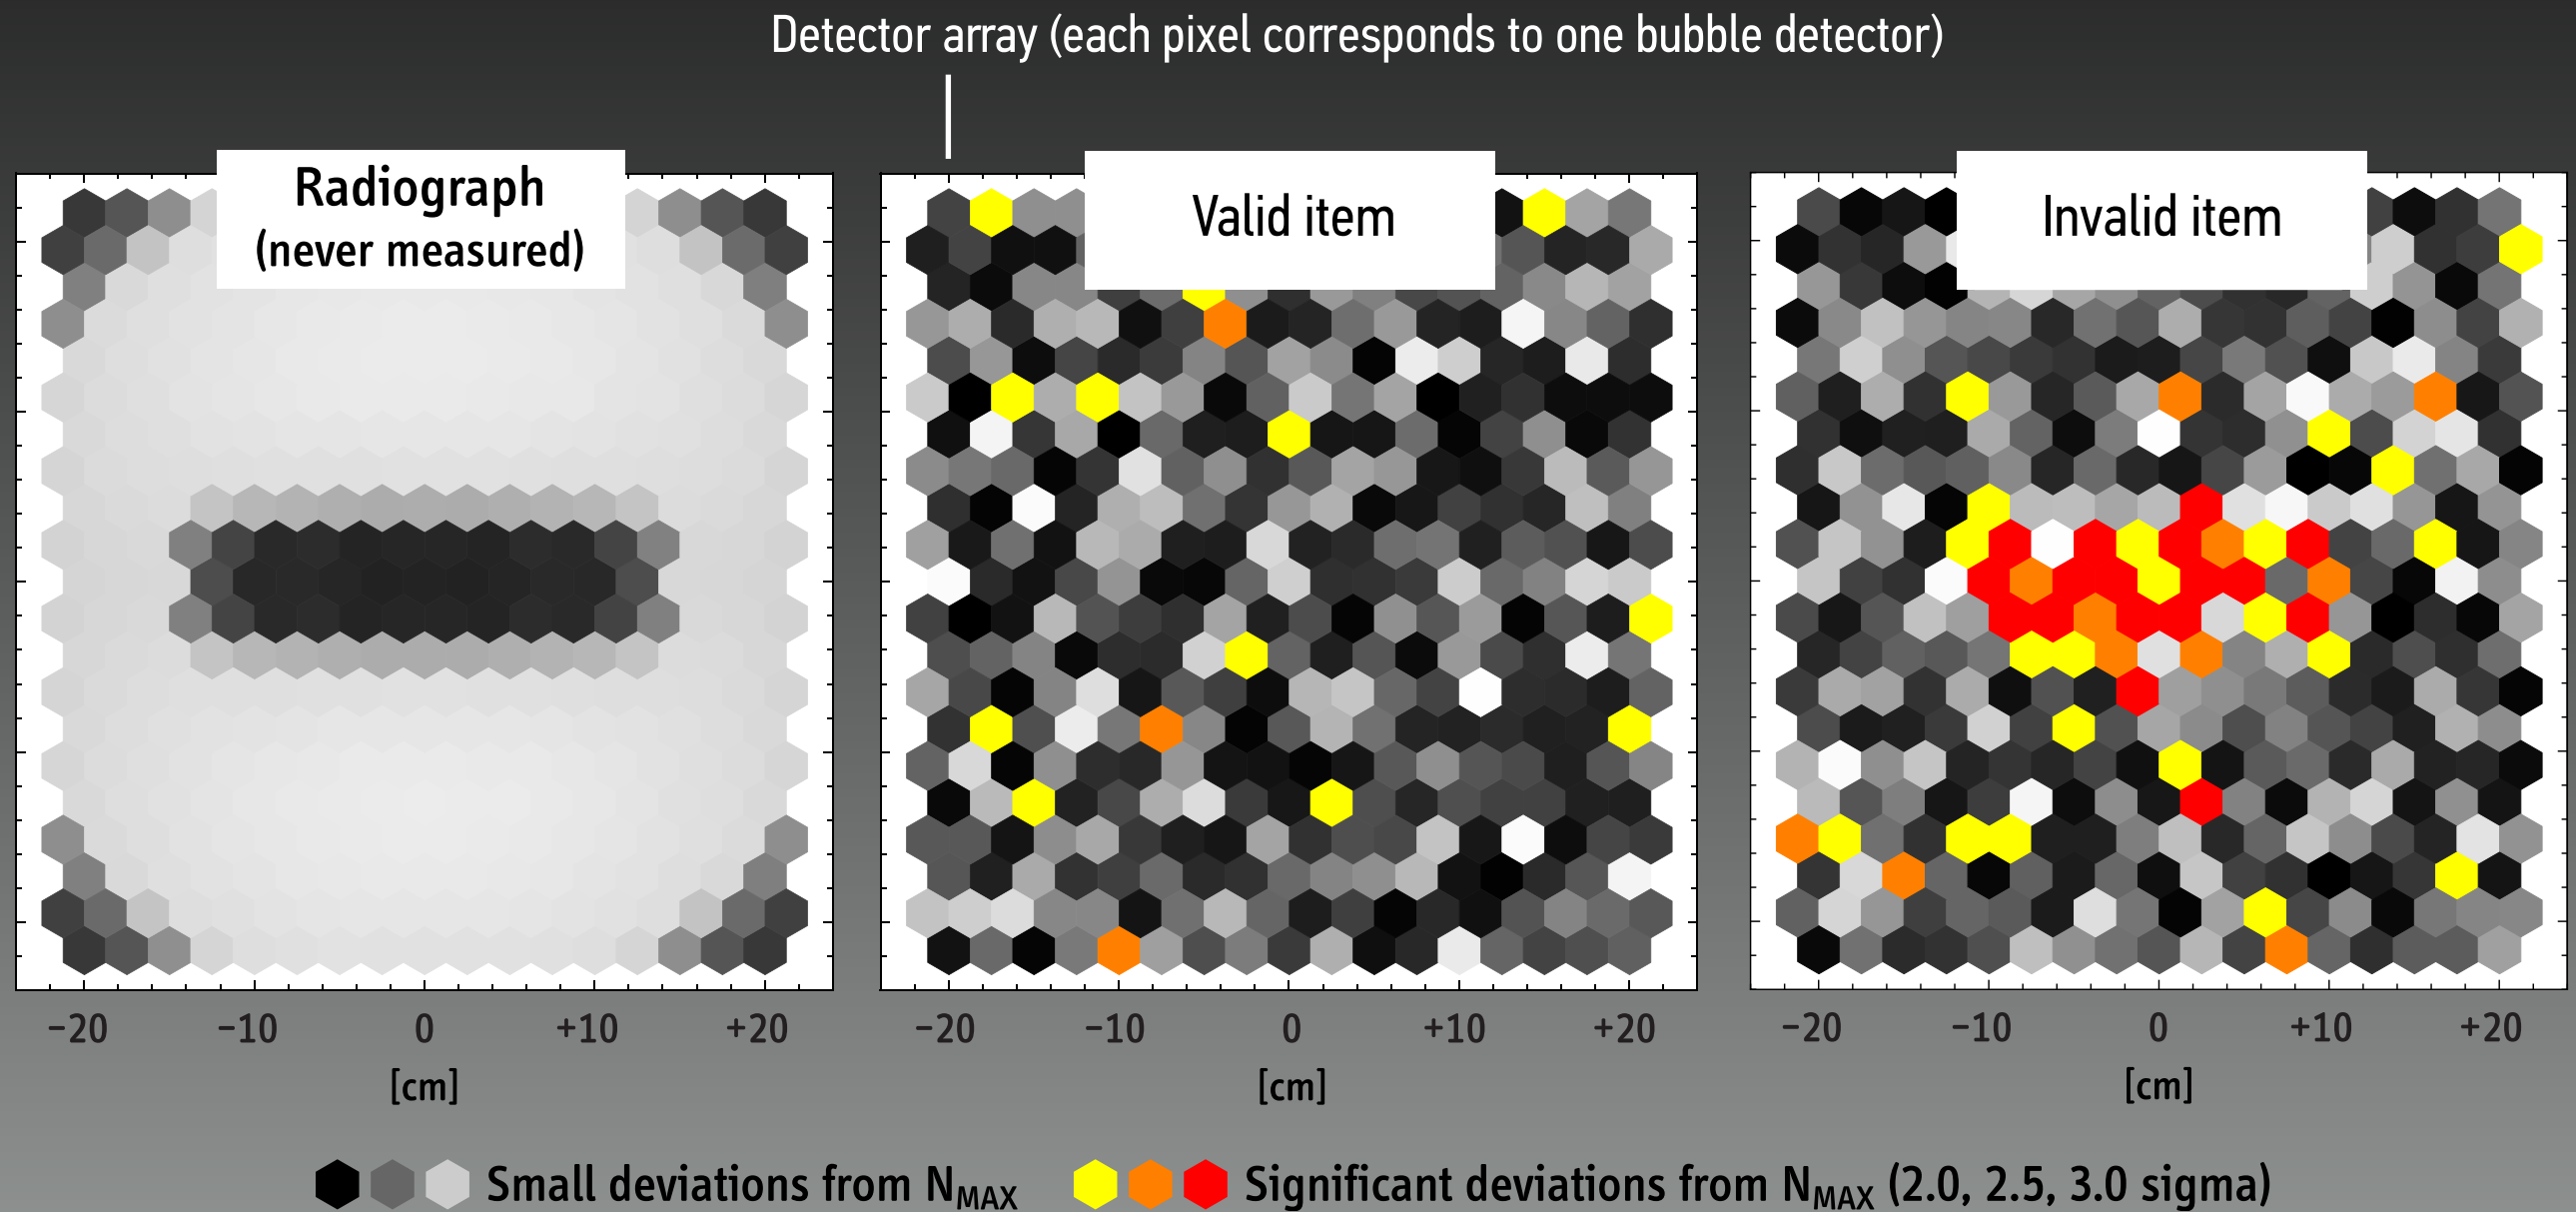 Detector array (each pixel corresponds to one bubble detector)
Radiograph
(never measured)
Valid item
Invalid item
−20 −10 0 +10 +20
−20 −10 0 +10 +20
−20 −10 0 +10 +20
[cm]
[cm]
[cm]
Small deviations from NMAX
Significant deviations from NMAX (2.0, 2.5, 3.0 sigma)